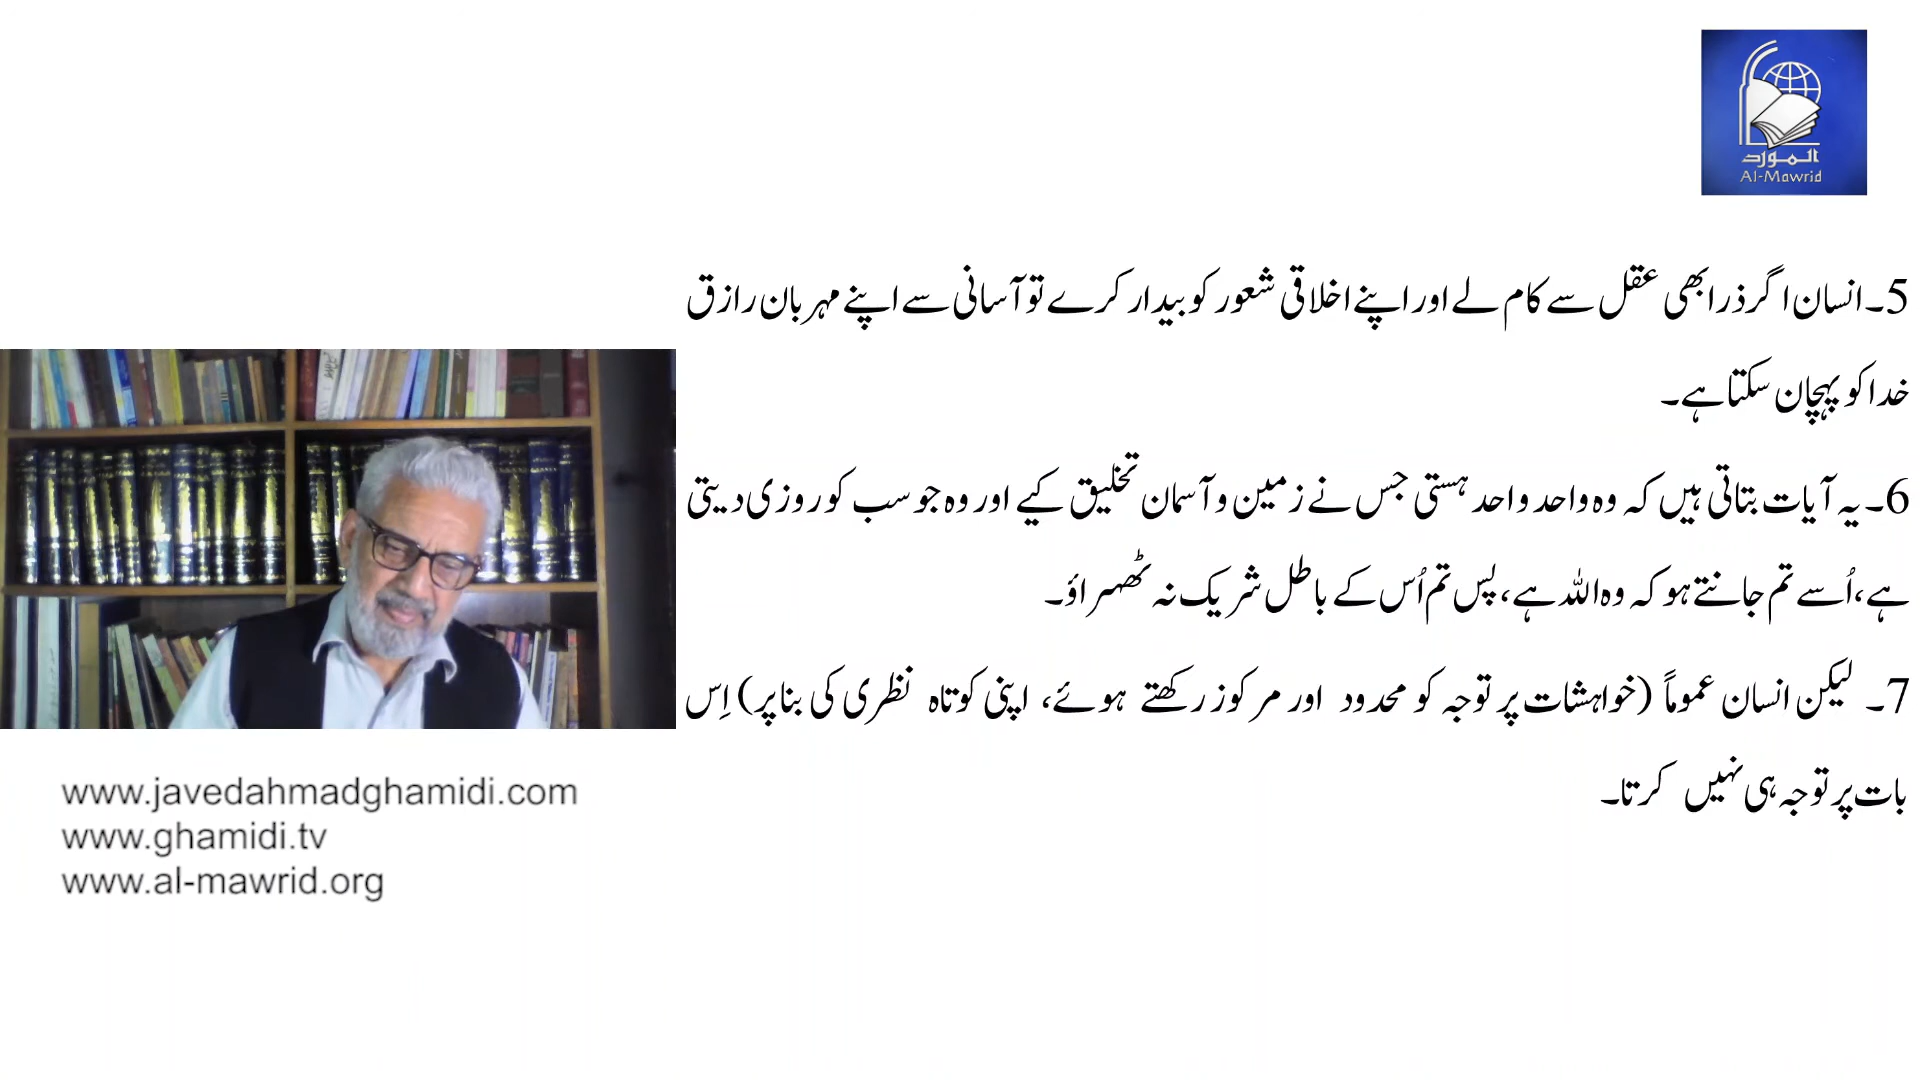 المورد
Al-Mawrid
5۔ انسان اگر ذرا بھی عقل سے کام لے اور اپنے اخلاقی شعور کو بیدار کرے تو آسانی سے اپنے مہربان رازق
خدا کو پہچان سکتا ہے۔
6۔ یہ آیات بتاتی ہیں کہ وہ واحد واحد ہستی جس نے زمین و آسمان تخلیق کیے اور وہ جو سب کو روزی دیتی
ہے، اُسے تم جانتے ہو کہ وہ اللہ ہے، پس تم اُس کے باطل شریک نہ ٹھہراؤ۔
7۔ لیکن انسان عموماً (خواہشات پر توجہ کو محدود اور مرکوز رکھتے ہوئے، اپنی کوتاہ نظری کی بنا پر) اِس
بات پر توجہ ہی نہیں کرتا۔
www.javedahmadghamidi.com
www.ghamidi.tv
www.al-mawrid.org